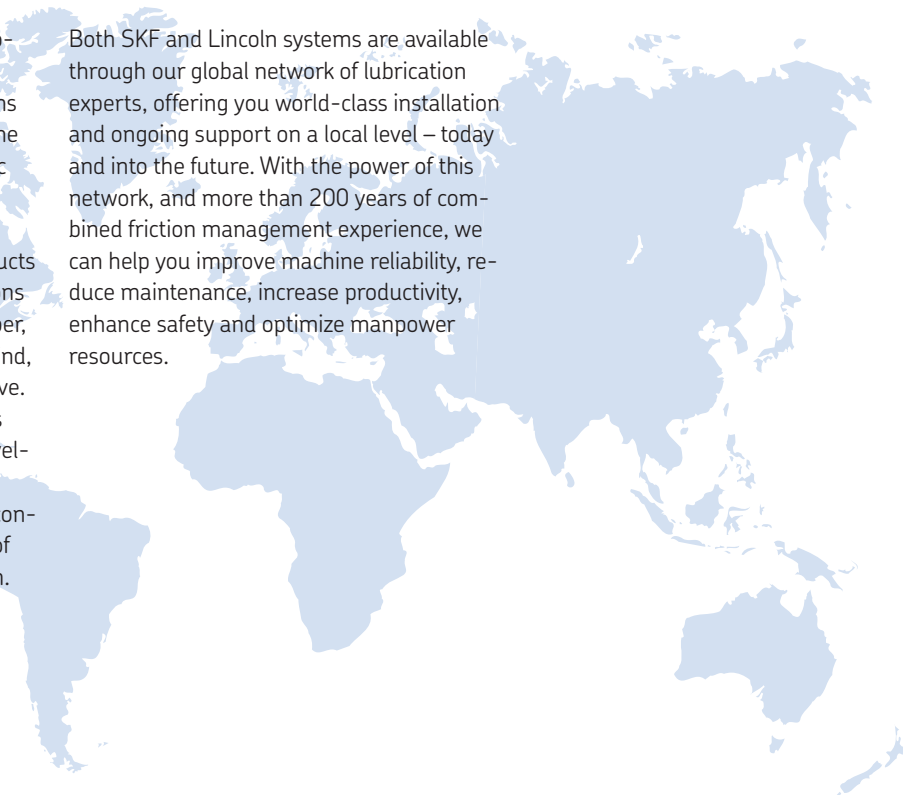 Both SKF and Lincoln systems are available
through our global network of lubrication
experts, offering you world-class installation
and ongoing support on a local level – today
and into the future. With the power of this
network, and more than 200 years of com-
bined friction management experience, we
can help you improve machine reliability, re-
duce maintenance, increase productivity,
enhance safety and optimize manpower
resources.